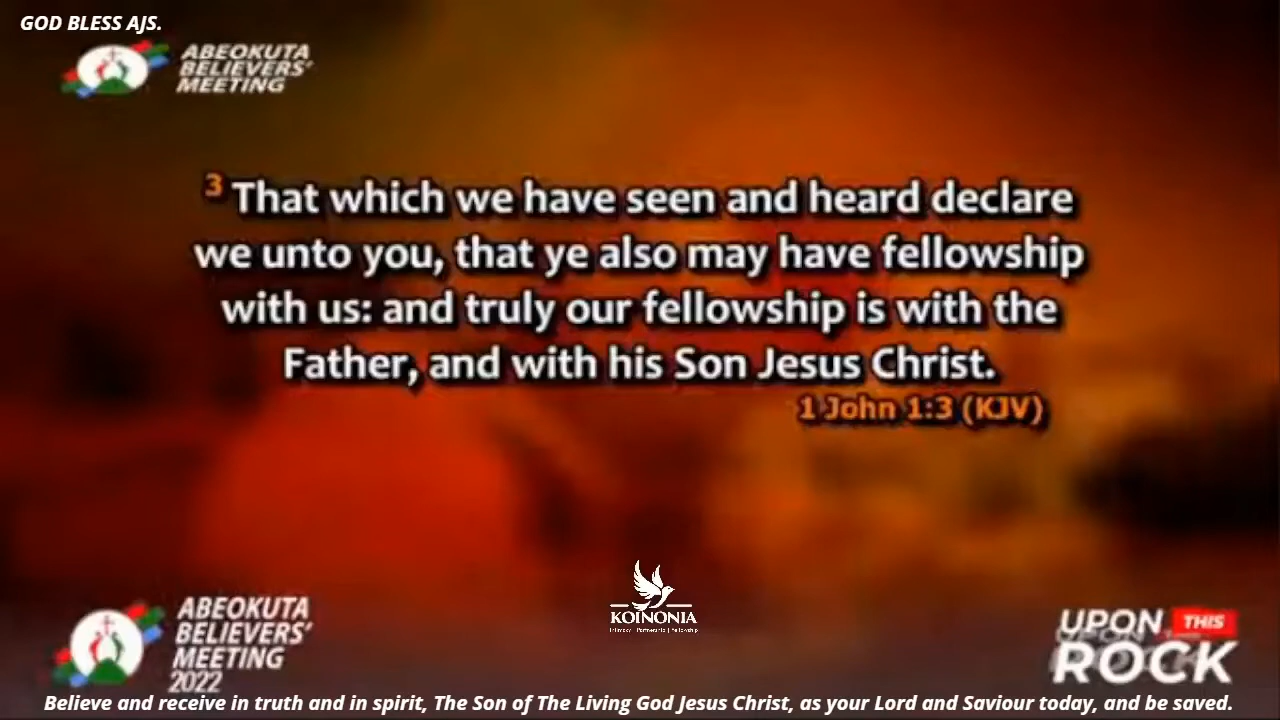 GOD BLESS AJS.
ABEOKUTA
BELIEVERS'
MEETING
3 That which we have seen and heard declare
we unto you, that ye also may have fellowship
with us: and truly our fellowship is with the
Father, and with his Son Jesus Christ.
1 John 1:3 (KJV)
KOINONIA
Intimacy | Partnership | Fellowship
ABEOKUTA
BELIEVERS'
MEETING
2022
UPON THIS
ROCK
Believe and receive in truth and in spirit, The Son of The Living God Jesus Christ, as your Lord and Saviour today, and be saved.